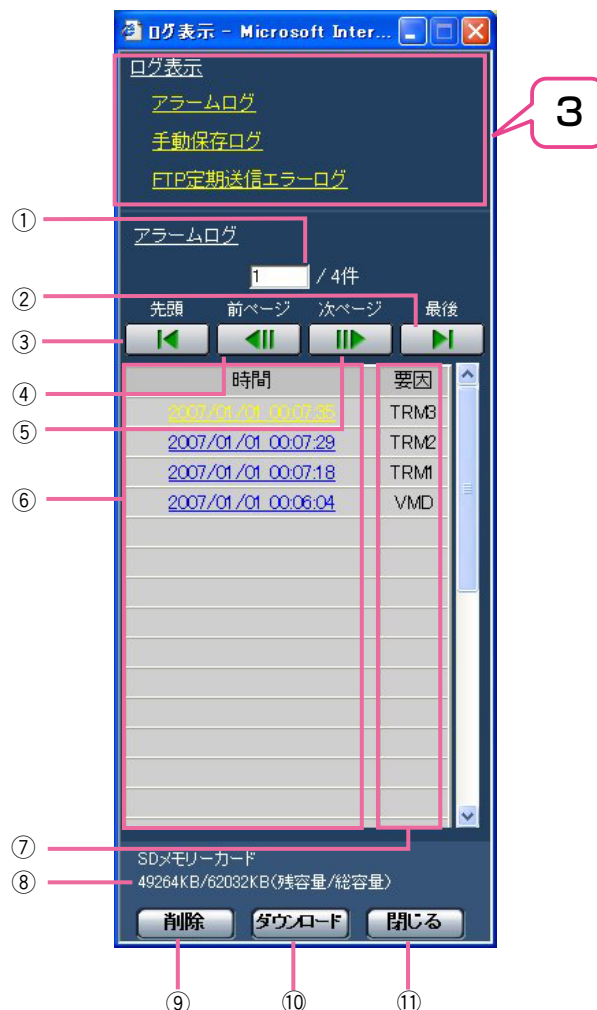 ログ表示 - Microsoft Inter...
ログ表示
アラームログ
手動保存ログ
FTP定期送信エラーログ
3
① アラームログ
1 / 4件
②
先頭 前ページ 次ページ 最後
③
④
時間 要因
⑤
2007/01/01 00:07:35 TRM3
2007/01/01 00:07:29 TRM2
2007/01/01 00:07:18 TRM1
⑥ 2007/01/01 00:06:04 VMD
⑦
SDメモリーカード
⑧ 49264KB/62032KB(残容量/総容量)
削除 ダウンロード 閉じる
⑨ ⑩ ⑪